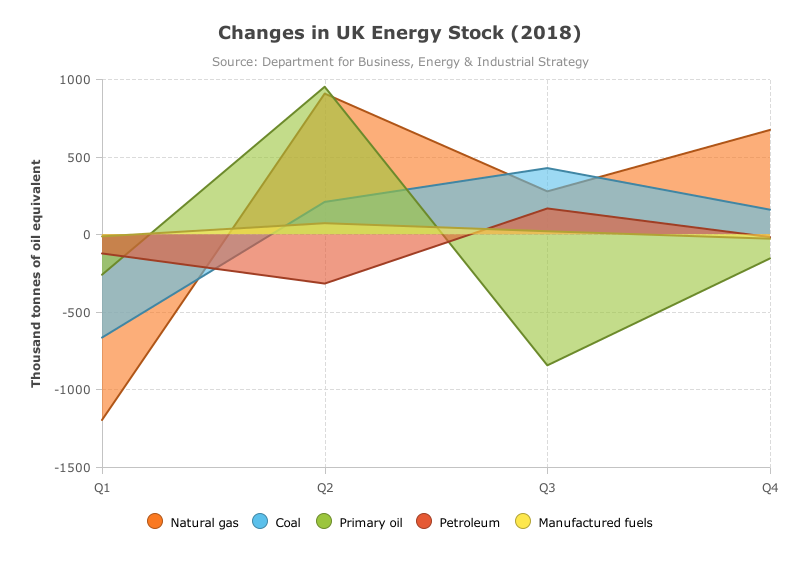 Changes in UK Energy Stock (2018)
Source: Department for Business, Energy & Industrial Strategy
Thousand tonnes of oil equivalent
1000
500
0
-500
-1000
-1500
Q1 Q2 Q3 Q4
Natural gas Coal Primary oil Petroleum Manufactured fuels